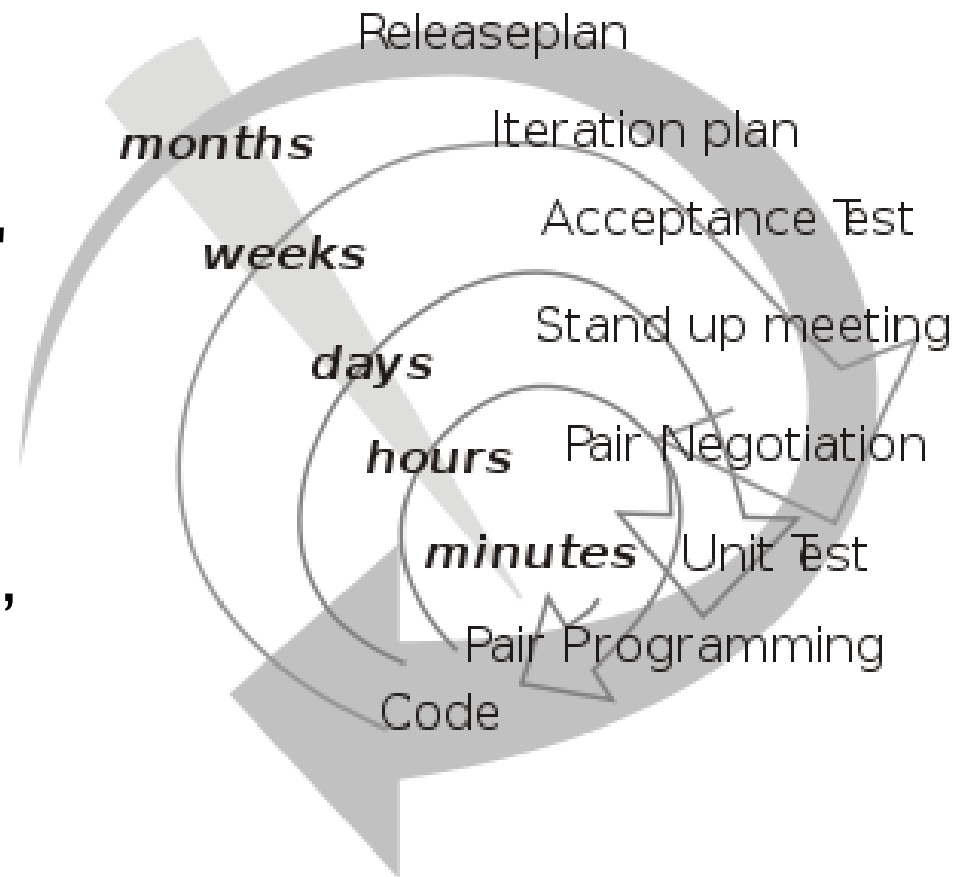 Releaseplan
Iteration plan
months
Acceptance Test
weeks
Stand up meeting
days
Pair Negotiation
hours
minutes
Unit Test
Pair Programming
Code
,